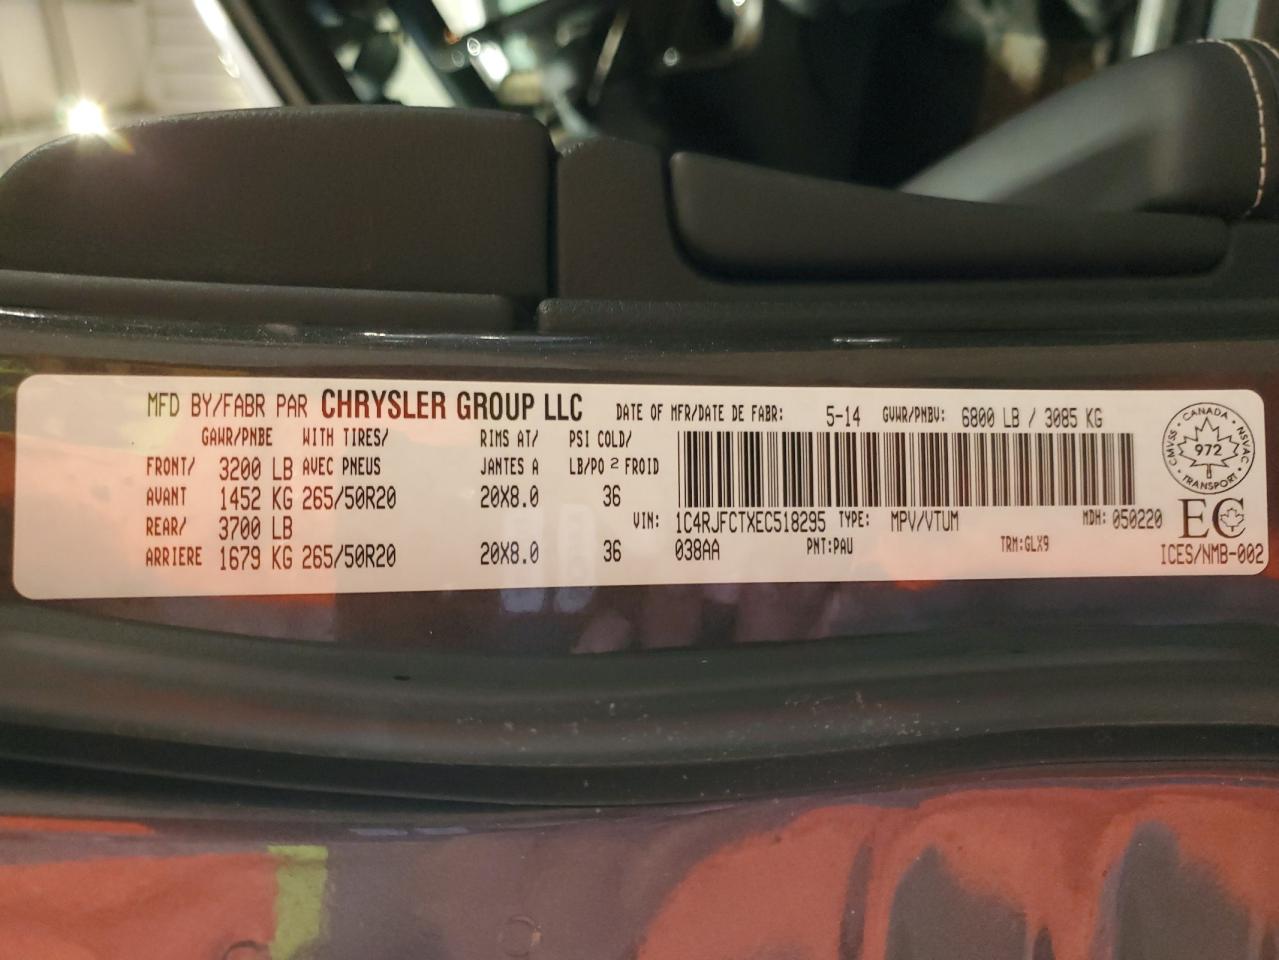 MFD BY/FABR PAR CHRYSLER GROUP LLC DATE OF MFR/DATE DE FABR: 5-14 GVWR/PNBV: 6800 LB / 3085 KG
GAWR/PNBE WITH TIRES/ RIMS AT/ PSI COLD/
FRONT/ 3200 LB AVEC PNEUS JANTES A LB/PO² FROID
AVANT 1452 KG 265/50R20 20X8.0 36
REAR/ 3700 LB
ARRIERE 1679 KG 265/50R20 20X8.0 36
VIN: 1C4RJFCTXEC518295 TYPE: MPV/VTUM MDH: 050220
038AA PNT:PAU TRM:GLX9
CANADA
CMVSS 972 NSVAC
TRANSPORT
EC
ICES/NMB-002